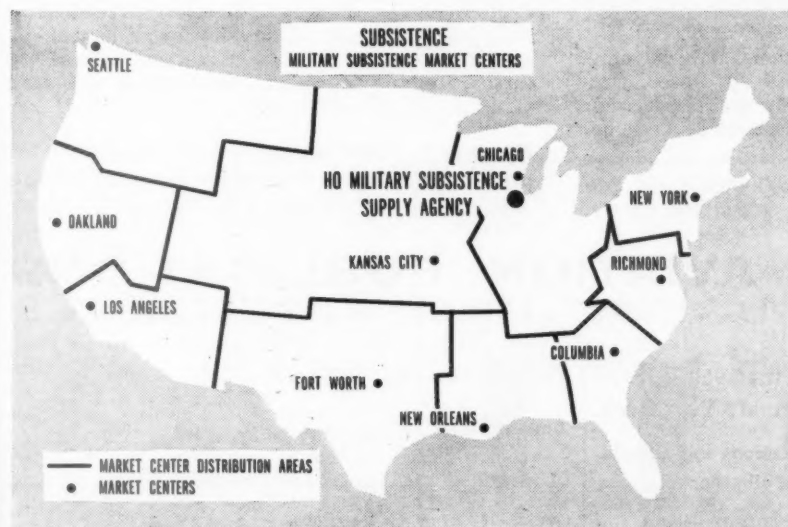 SUBSISTENCE
MILITARY SUBSISTENCE MARKET CENTERS
SEATTLE
CHICAGO
HQ MILITARY SUBSISTENCE
SUPPLY AGENCY
NEW YORK
OAKLAND
KANSAS CITY
RICHMOND
LOS ANGELES
COLUMBIA
FORT WORTH
NEW ORLEANS
MARKET CENTER DISTRIBUTION AREAS
MARKET CENTERS